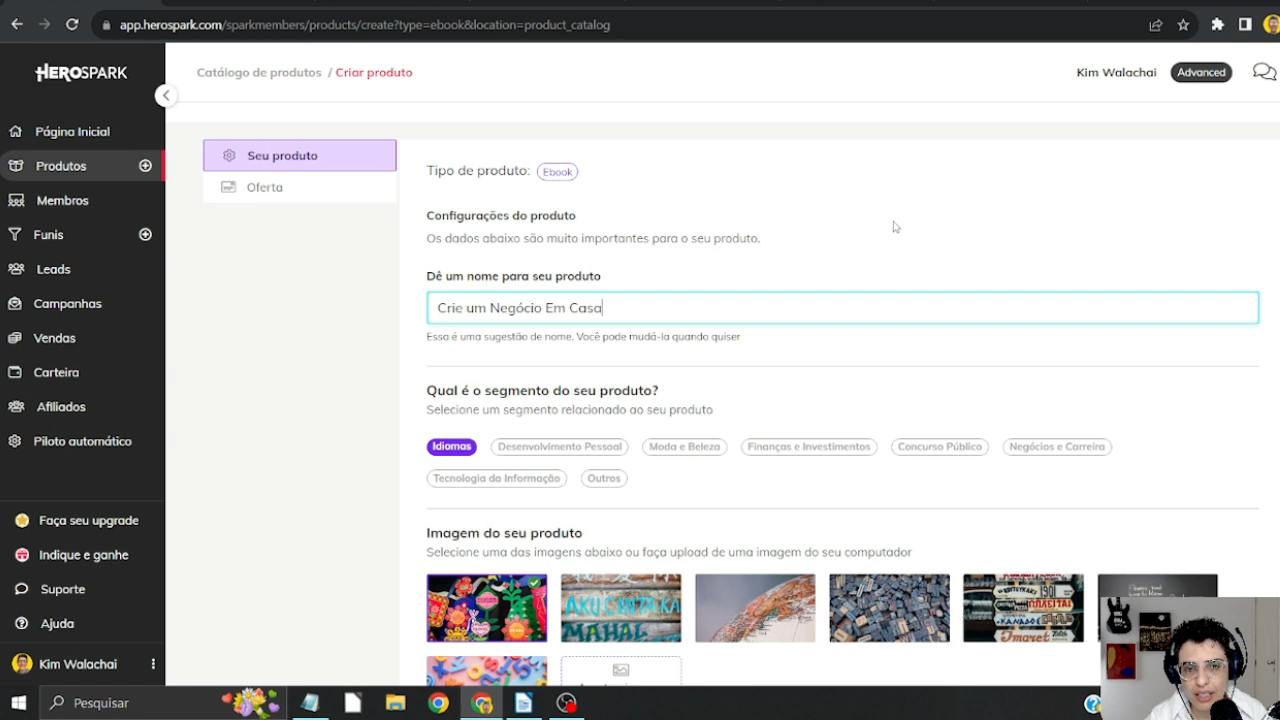 app.herospark.com/sparkmembers/products/create?type=ebook&location=product_catalog
HEROSPARK
Catálogo de produtos / Criar produto
Kim Walachai
Advanced
Página Inicial
Produtos
Membros
Funis
Leads
Campanhas
Vendas
Carteira
Afiliados
Piloto automático
Faça seu upgrade
Indique e ganhe
Suporte
Ajuda
Kim Walachai
Seu produto
Oferta
Tipo de produto: Ebook
Configurações do produto
Os dados abaixo são muito importantes para o seu produto.
Dê um nome para seu produto
Crie um Negócio Em Casa
Essa é uma sugestão de nome. Você pode mudá-la quando quiser
Qual é o segmento do seu produto?
Selecione um segmento relacionado ao seu produto
Idiomas Desenvolvimento Pessoal Moda e Beleza Finanças e Investimentos Concurso Público Negócios e Carreira
Tecnologia da Informação Outros
Imagem do seu produto
Selecione uma das imagens abaixo ou faça upload de uma imagem do seu computador
MAHAL
1901
Imaret
Pesquisar